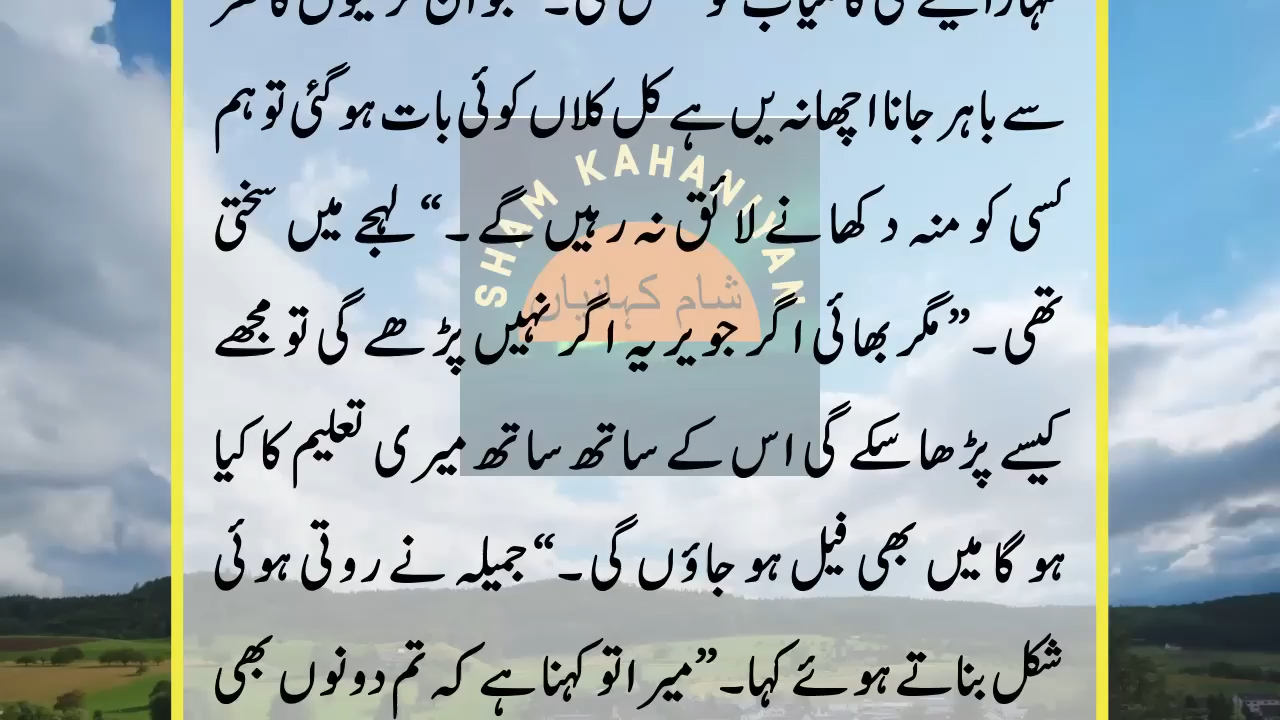 سے باہر جانا اچھا نہ یں ہے کل کلاں کوئی بات ہو گئی تو ہم
کسی کو منہ دکھانے لائق نہ رہیں گے ۔“ لہجے میں سختی
تھی ۔”مگر بھائی اگر جویریہ اگر نہیں پڑھے گی تو مجھے
کیسے پڑھا سکے گی اس کے ساتھ ساتھ میری تعلیم کا کیا
ہو گا میں بھی فیل ہو جاؤں گی ۔“جمیلہ نے روتی ہوئی
شکل بناتے ہوئے کہا۔”میرا تو کہنا ہے کہ تم دونوں بھی
SHAM KAHANIYAN
شام کہانیاں